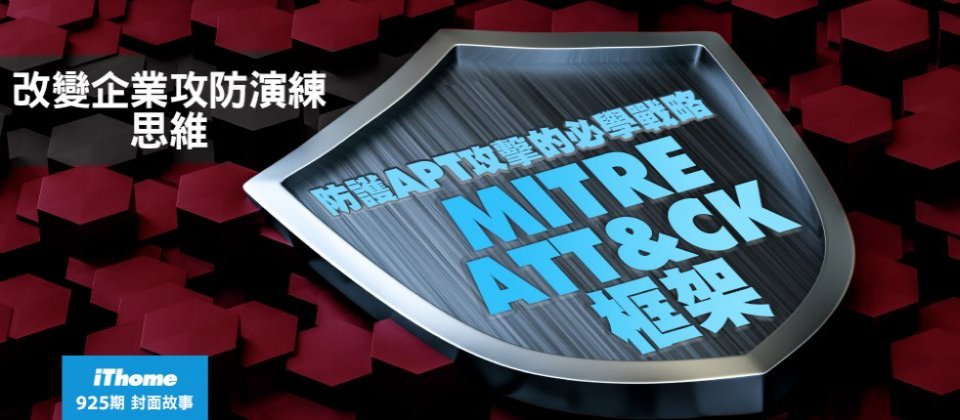 改變企業攻防演練
思維
防護APT攻擊的必學戰略
MITRE
ATT&CK
框架
iThome
925期 封面故事